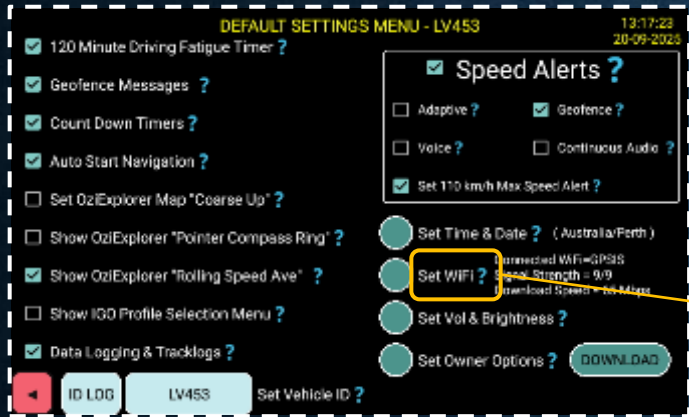 DEFAULT SETTINGS MENU - LV453
13:17:23
20-09-2025
120 Minute Driving Fatigue Timer ?
Geofence Messages ?
Count Down Timers ?
Auto Start Navigation ?
Set OziExplorer Map "Coarse Up" ?
Show OziExplorer "Pointer Compass Ring" ?
Show OziExplorer "Rolling Speed Ave" ?
Show IGO Profile Selection Menu ?
Data Logging & Tracklogs ?
Speed Alerts ?
Adaptive ?
Geofence ?
Voice ?
Continuous Audio ?
Set 110 km/h Max Speed Alert ?
Set Time & Date ? ( Australia/Perth )
Set WiFi ?
Connected WiFi=GPSIS
Signal Strength = 9/9
Download Speed = Mbps
Set Vol & Brightness ?
Set Owner Options ?
DOWNLOAD
ID LOG
LV453
Set Vehicle ID ?